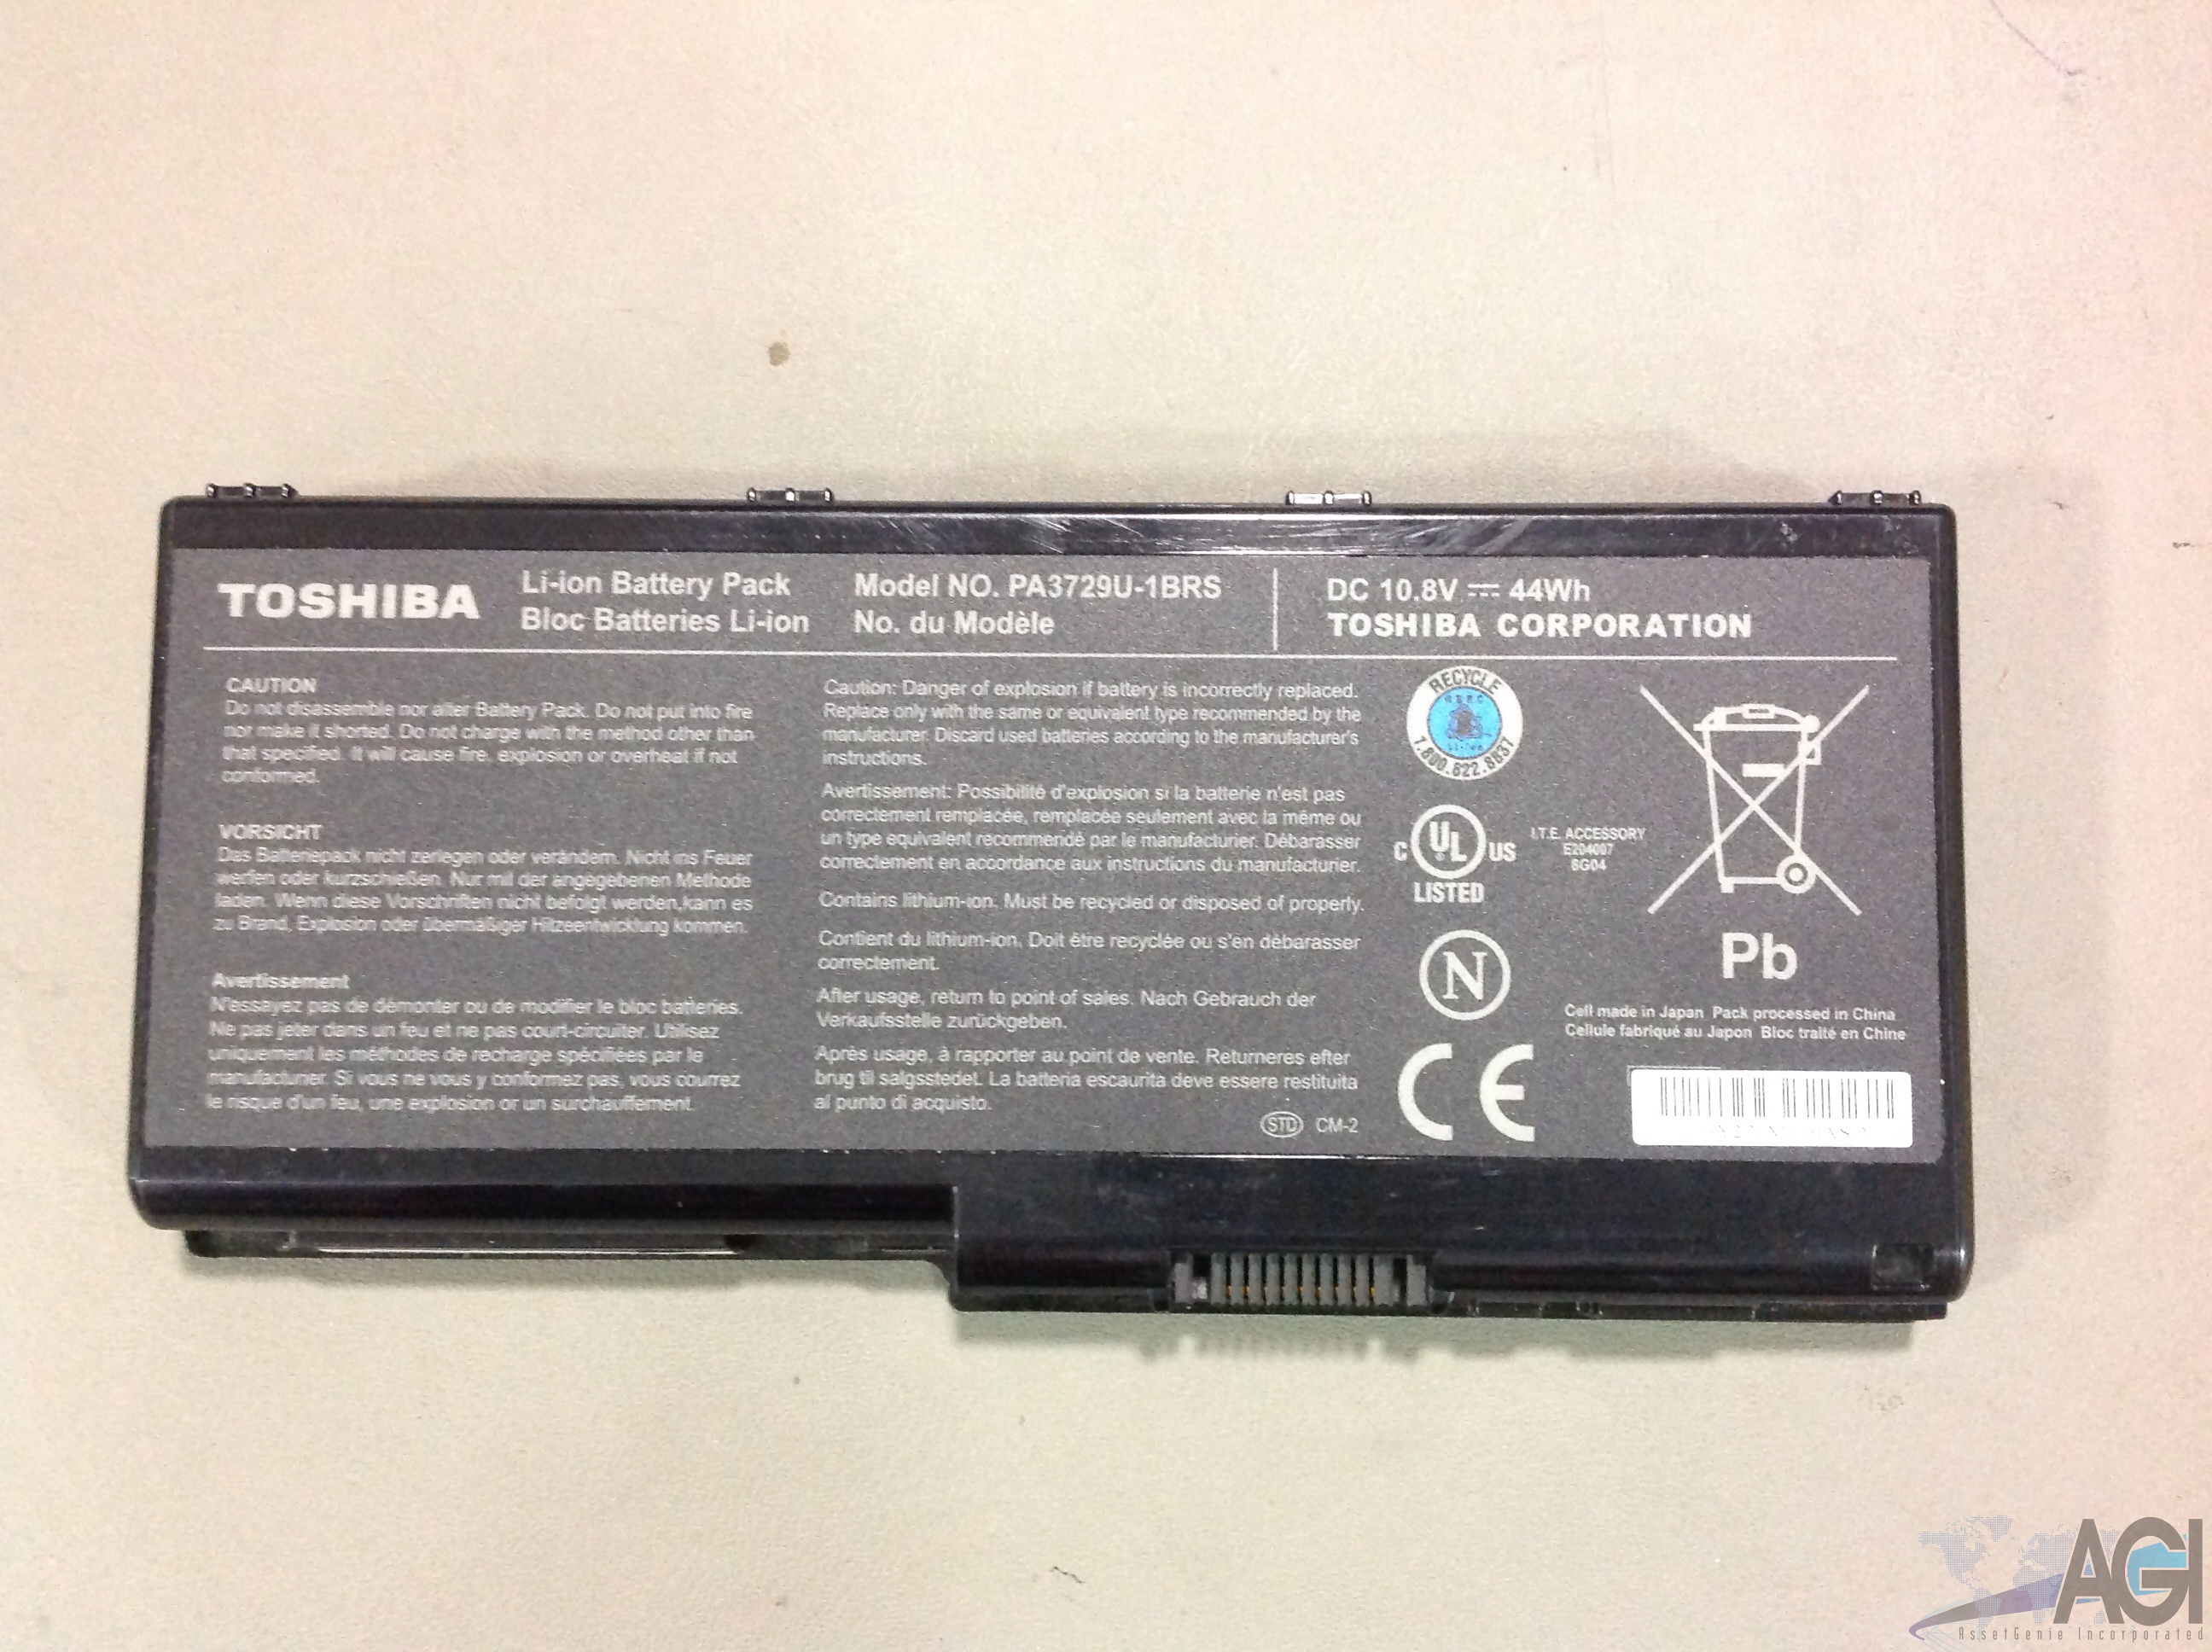 TOSHIBA
Li-ion Battery Pack
Bloc Batteries Li-ion
Model NO. PA3729U-1BRS
No. du Modèle
DC 10.8V ⎓ 44Wh
TOSHIBA CORPORATION
CAUTION
Do not disassemble nor alter Battery Pack. Do not put into fire
nor make it shorted. Do not charge with the method other than
that specified. It will cause fire, explosion or overheat if not
conformed.
VORSICHT
Das Batteriepack nicht zerlegen oder verändern. Nicht ins Feuer
werfen oder kurzschießen. Nur mit der angegebenen Methode
laden. Wenn diese Vorschriften nicht befolgt werden,kann es
zu Brand, Explosion oder übermäßiger Hitzeentwicklung kommen.
Avertissement
N'essayez pas de démonter ou de modifier le bloc batteries.
Ne pas jeter dans un feu et ne pas court-circuiter. Utilisez
uniquement les méthodes de recharge spécifiées par le
manufacturier. Si vous ne vous y conformez pas, vous courrez
le risque d'un feu, une explosion or un surchauffement.
Caution: Danger of explosion if battery is incorrectly replaced.
Replace only with the same or equivalent type recommended by the
manufacturer. Discard used batteries according to the manufacturer's
instructions.
Avertissement: Possibilité d'explosion si la batterie n'est pas
correctement remplacée, remplacée seulement avec la même ou
un type equivalent recommendé par le manufacturier. Débarasser
correctement en accordance aux instructions du manufacturier.
Contains lithium-ion. Must be recycled or disposed of properly.
Contient du lithium-ion. Doit être recyclée ou s'en débarasser
correctement.
After usage, return to point of sales. Nach Gebrauch der
Verkaufsstelle zurückgeben.
Après usage, à rapporter au point de vente. Returneres efter
brug til salgsstedet. La batteria escaurita deve essere restituita
al punto di acquisto.
STD CM-2
RECYCLE
RBRC
Li-Ion
1.800.822.8837
C UL US
LISTED
I.T.E. ACCESSORY
E204007
8G04
N
CE
Pb
Cell made in Japan Pack processed in China
Cellule fabriqué au Japon Bloc traité en Chine
AGI
AssetGenie Incorporated